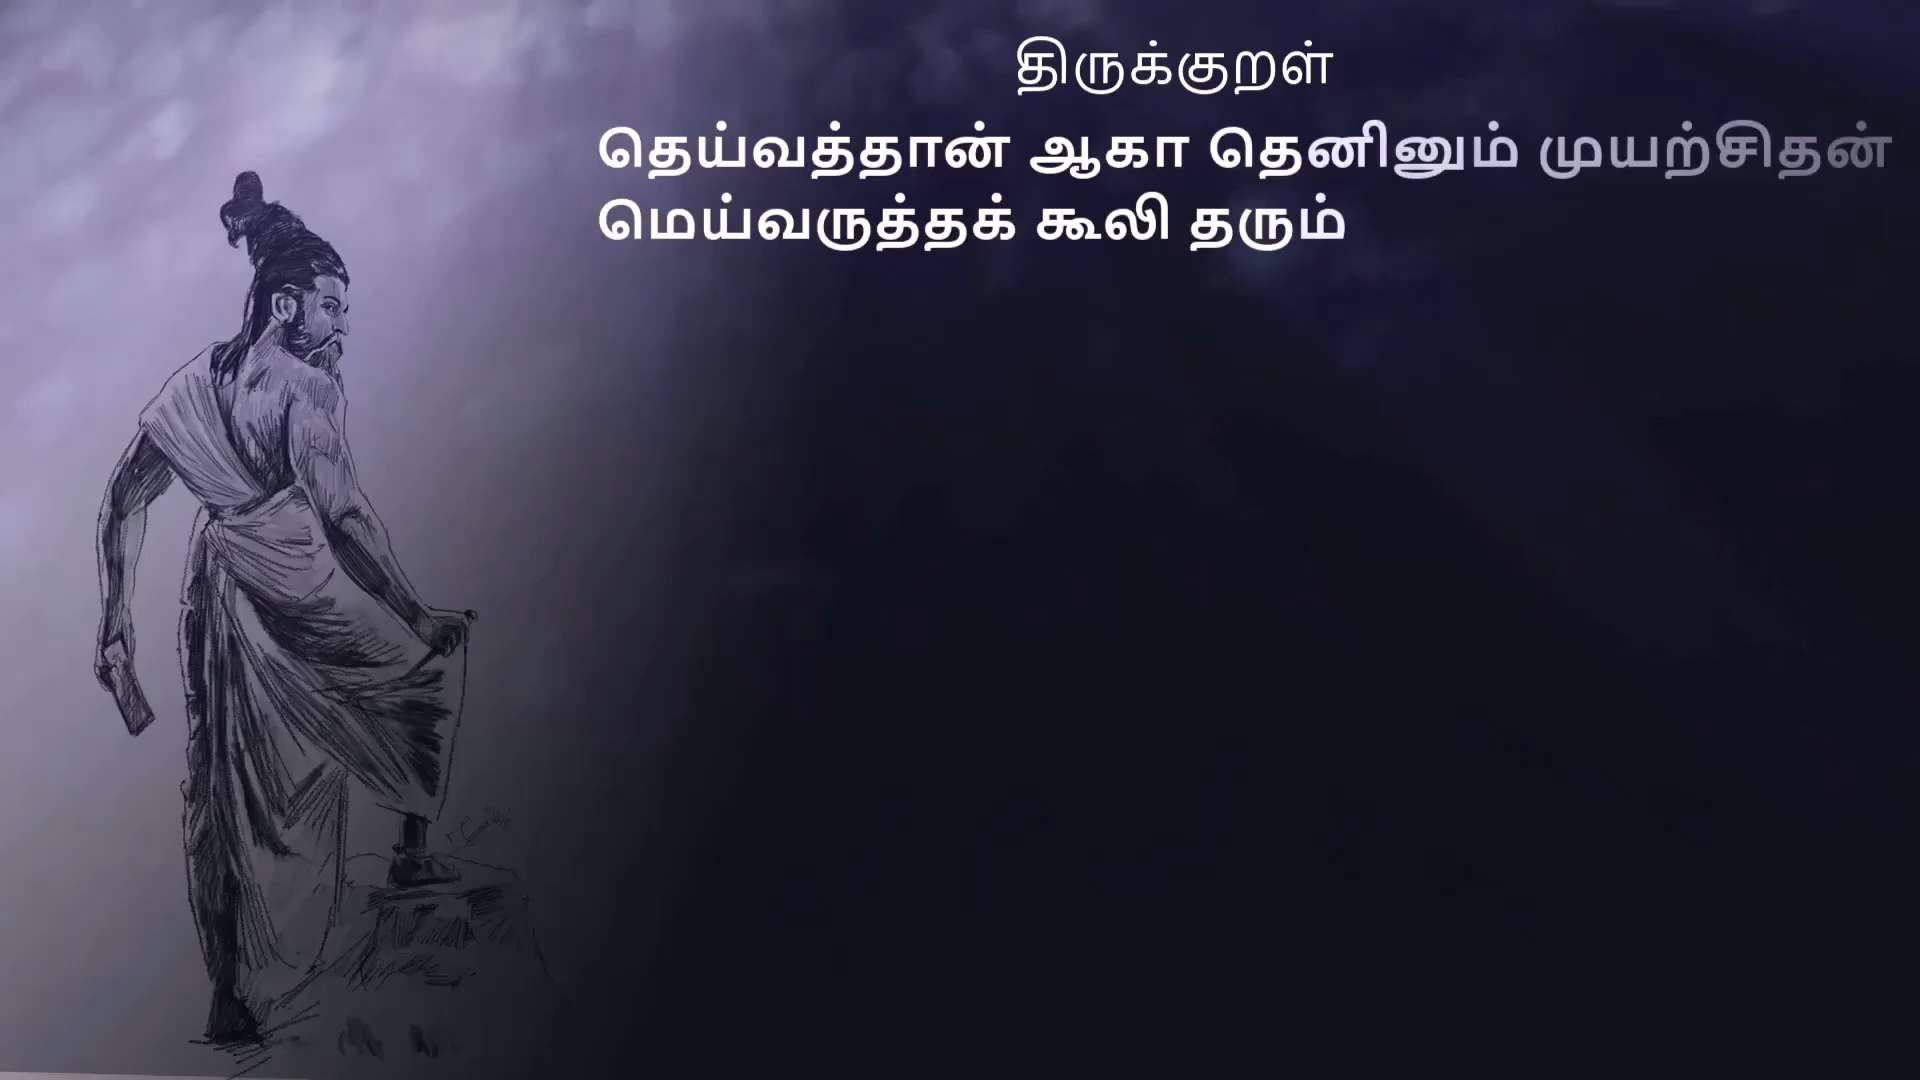 திருக்குறள்
தெய்வத்தான் ஆகா தெனினும் முயற்சிதன்
மெய்வருத்தக் கூலி தரும்